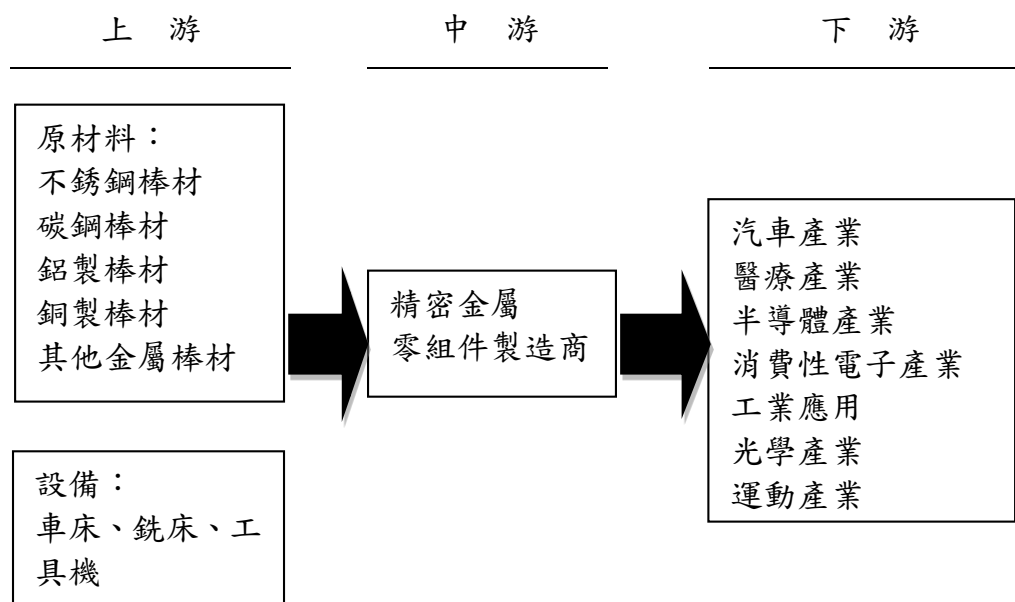 上 游
中 游
下 游
原材料：
不銹鋼棒材
碳鋼棒材
鋁製棒材
銅製棒材
其他金屬棒材
設備：
車床、銑床、工
具機
精密金屬
零組件製造商
汽車產業
醫療產業
半導體產業
消費性電子產業
工業應用
光學產業
運動產業